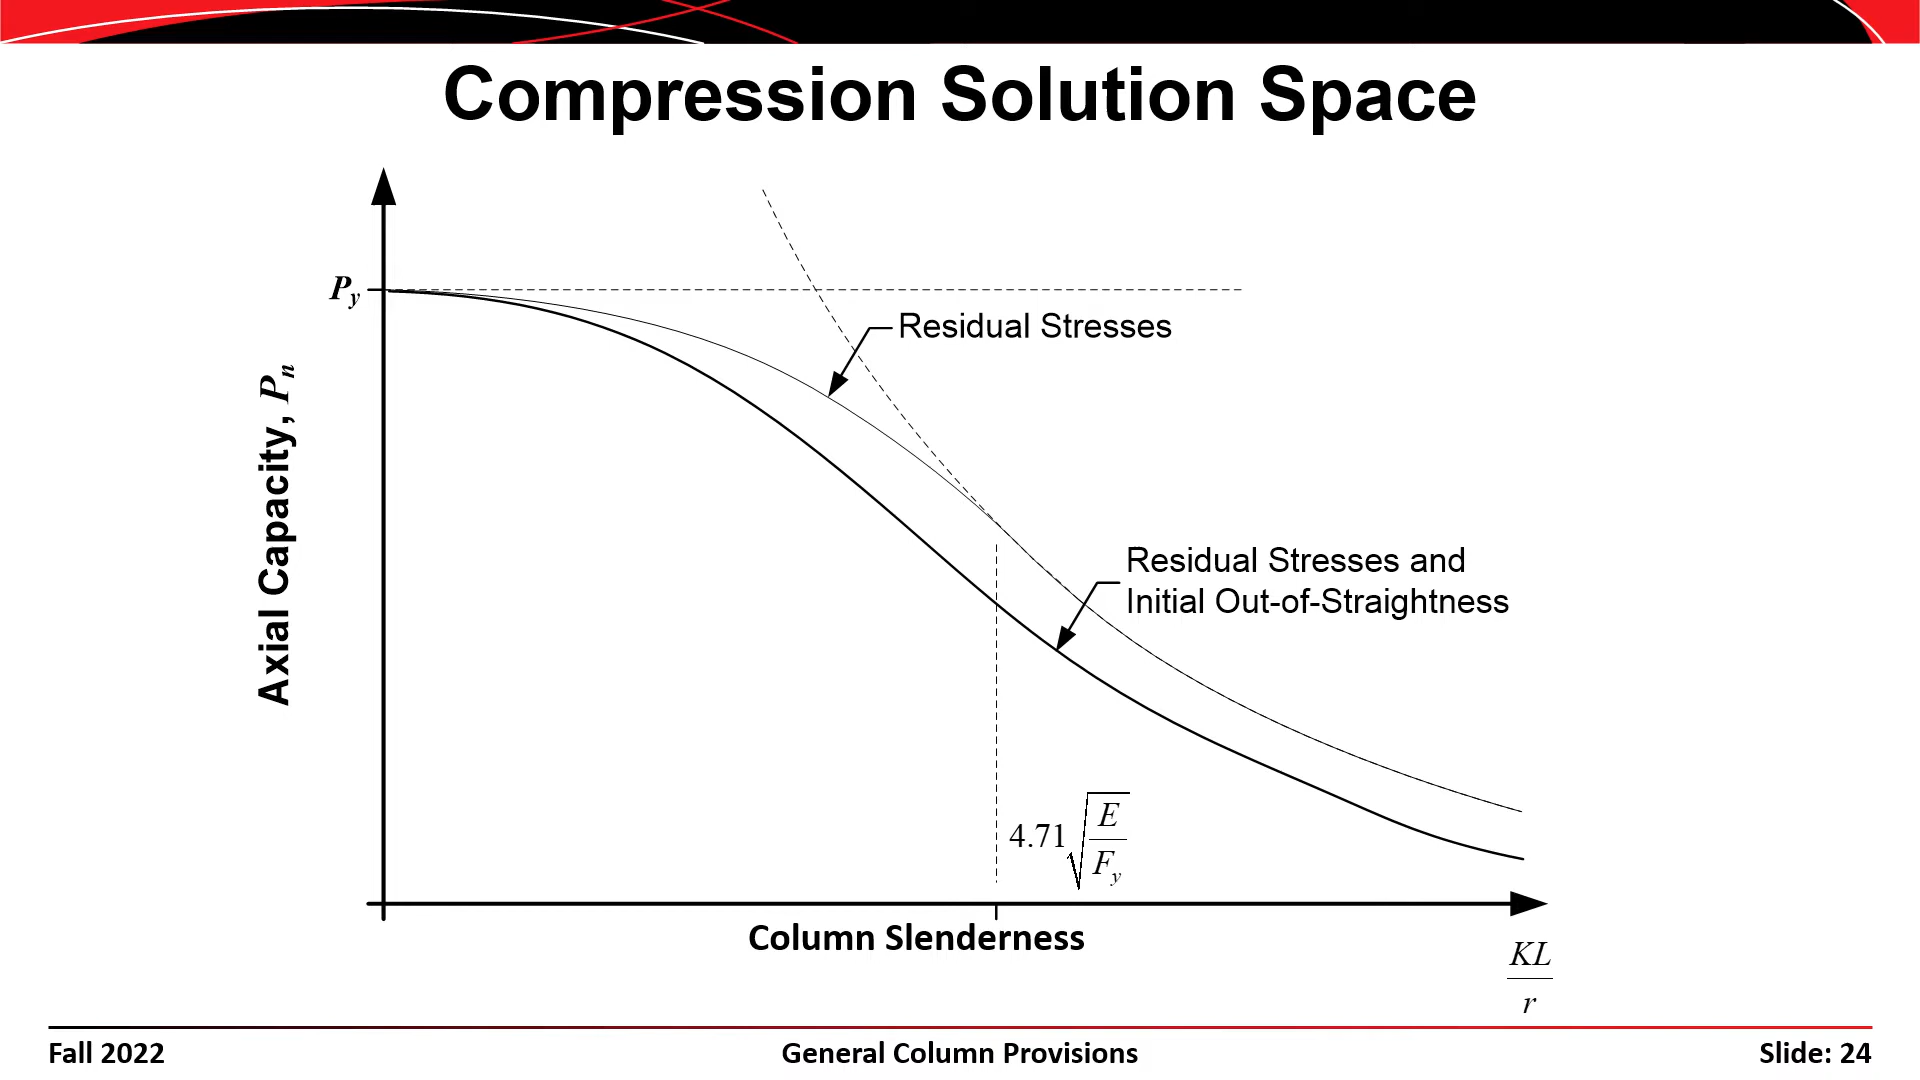 Compression Solution Space
P_y
Residual Stresses
Axial Capacity, P_n
Residual Stresses and
Initial Out-of-Straightness
4.71√(E/F_y)
Column Slenderness
KL/r
Fall 2022
General Column Provisions
Slide: 24